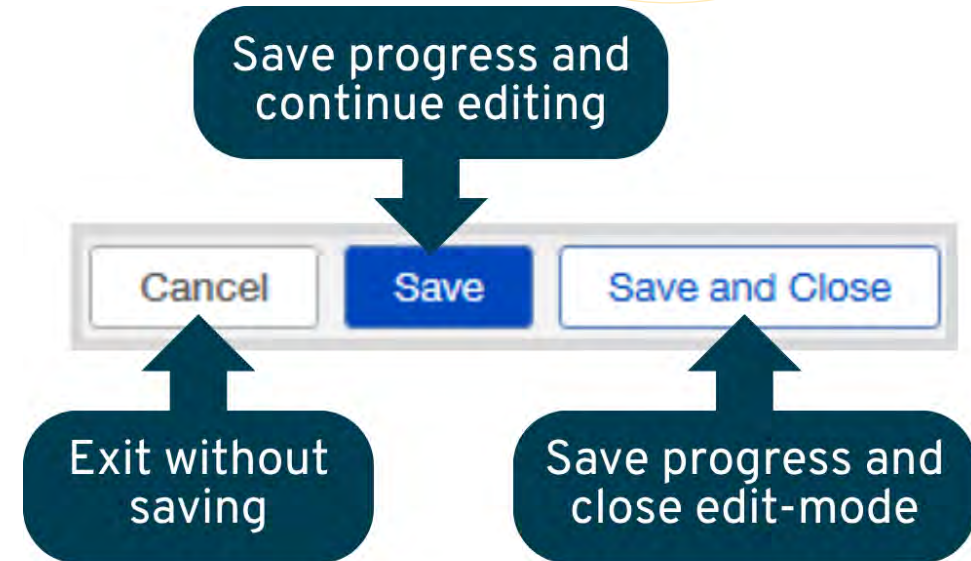 Save progress and
continue editing
Cancel
Save
Save and Close
Exit without
saving
Save progress and
close edit-mode